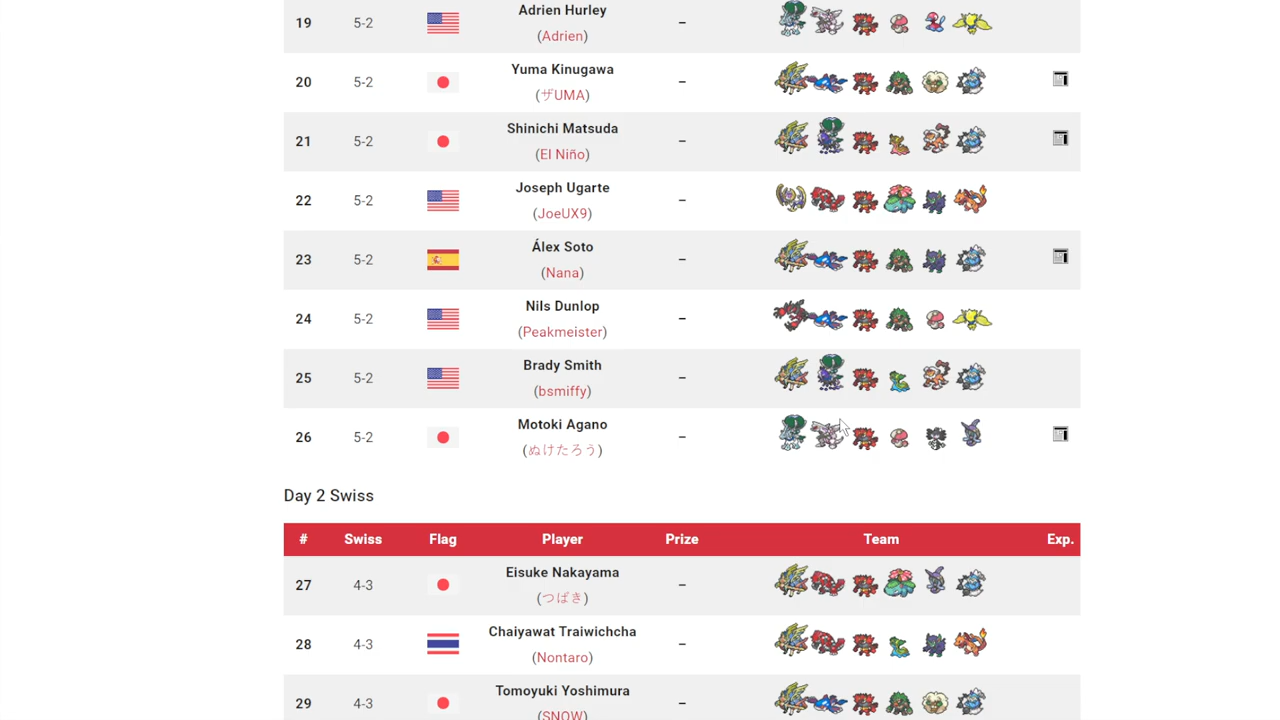 19 5-2 Adrien Hurley –
(Adrien)
20 5-2 Yuma Kinugawa –
(ザUMA)
21 5-2 Shinichi Matsuda –
(El Niño)
22 5-2 Joseph Ugarte –
(JoeUX9)
23 5-2 Álex Soto –
(Nana)
24 5-2 Nils Dunlop –
(Peakmeister)
25 5-2 Brady Smith –
(bsmiffy)
26 5-2 Motoki Agano –
(ぬけたろう)
Day 2 Swiss
# Swiss Flag Player Prize Team Exp.
27 4-3 Eisuke Nakayama –
(つばき)
28 4-3 Chaiyawat Traiwichcha –
(Nontaro)
29 4-3 Tomoyuki Yoshimura –
(SNOW)